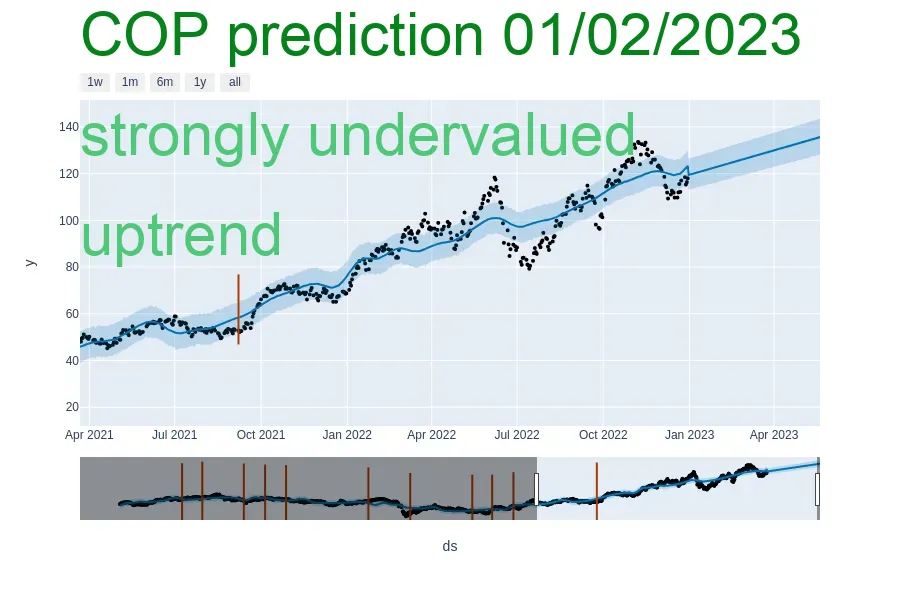 COP prediction 01/02/2023
1w 1m 6m 1y all
strongly undervalued
uptrend
140
120
100
80
60
40
20
y
Apr 2021 Jul 2021 Oct 2021 Jan 2022 Apr 2022 Jul 2022 Oct 2022 Jan 2023 Apr 2023
ds